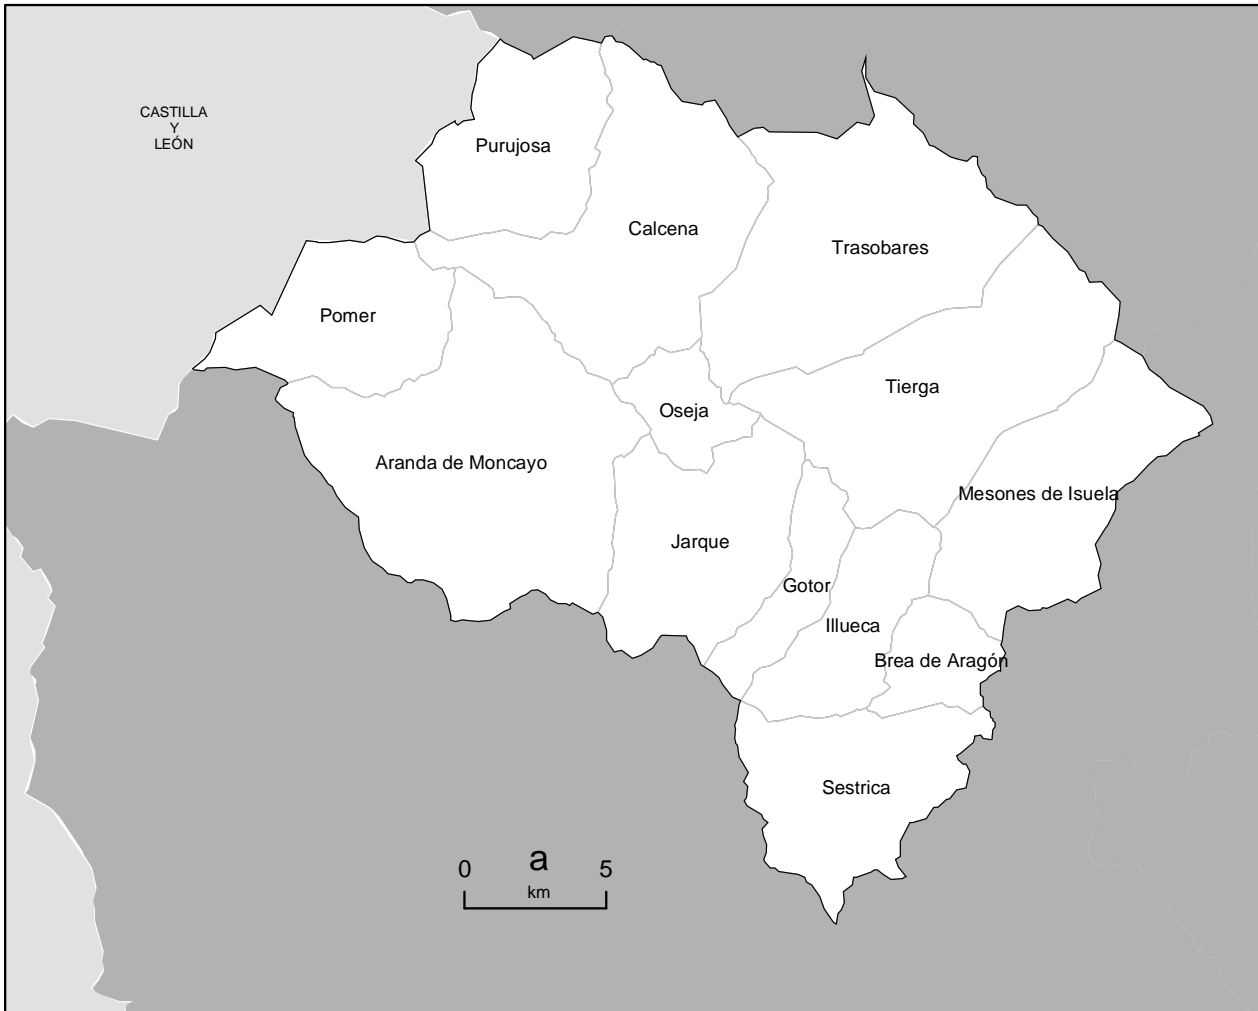 CASTILLA
Y
LEÓN
Purujosa
Calcena
Trasobares
Pomer
Tierga
Oseja
Aranda de Moncayo
Mesones de Isuela
Jarque
Gotor
Illueca
Brea de Aragón
Sestrica
0 a 5
km